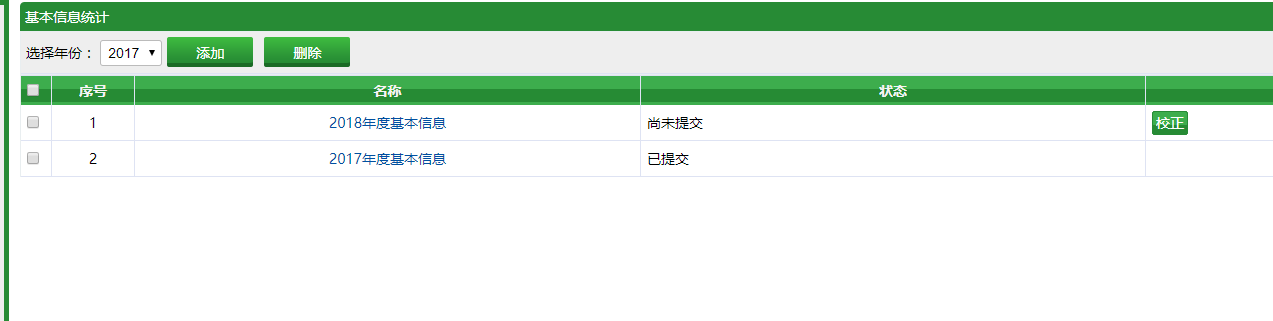 基本信息统计
选择年份： 2017 添加 删除
序号 名称 状态
1 2018年度基本信息 尚未提交 校正
2 2017年度基本信息 已提交